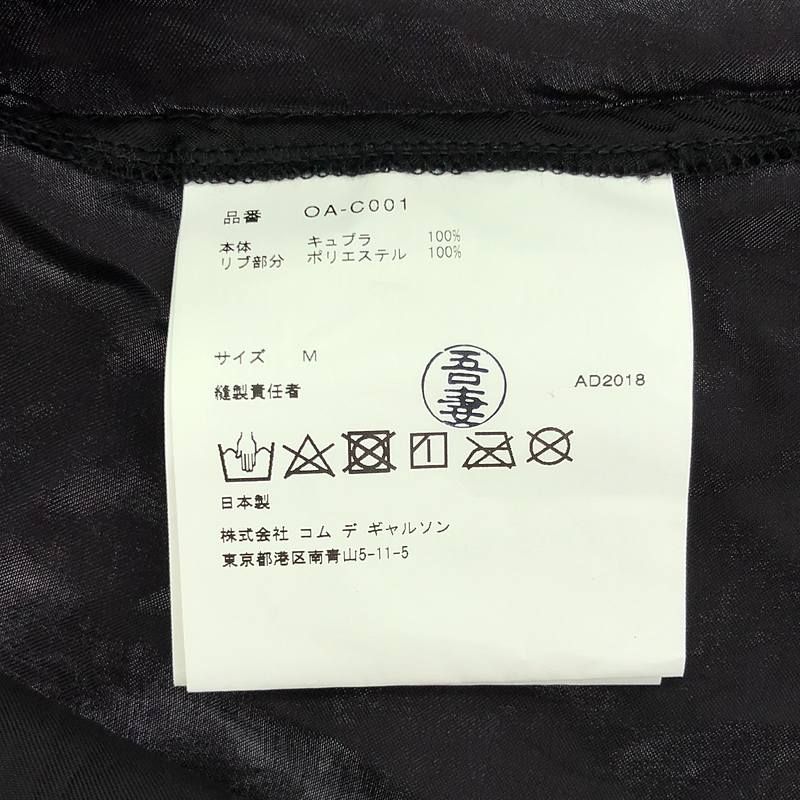 品番 OA-C001
本体 キュプラ 100%
リブ部分 ポリエステル 100%
サイズ M
縫製責任者 吾妻 AD2018
日本製
株式会社 コム デ ギャルソン
東京都港区南青山5-11-5